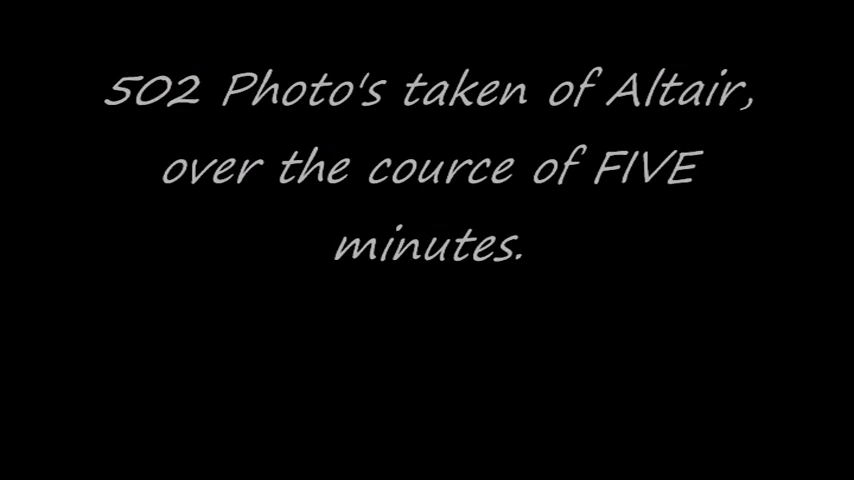 502 Photo's taken of Altair,
over the cource of FIVE
minutes.